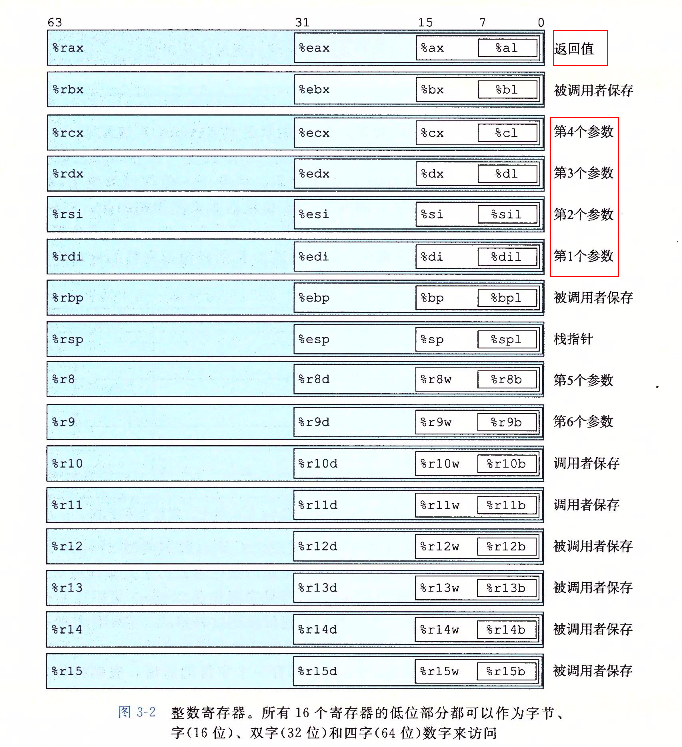 63 31 15 7 0
%rax %eax %ax %al 返回值
%rbx %ebx %bx %bl 被调用者保存
%rcx %ecx %cx %cl 第4个参数
%rdx %edx %dx %dl 第3个参数
%rsi %esi %si %sil 第2个参数
%rdi %edi %di %dil 第1个参数
%rbp %ebp %bp %bpl 被调用者保存
%rsp %esp %sp %spl 栈指针
%r8 %r8d %r8w %r8b 第5个参数
%r9 %r9d %r9w %r9b 第6个参数
%r10 %r10d %r10w %r10b 调用者保存
%r11 %r11d %r11w %r11b 调用者保存
%r12 %r12d %r12w %r12b 被调用者保存
%r13 %r13d %r13w %r13b 被调用者保存
%r14 %r14d %r14w %r14b 被调用者保存
%r15 %r15d %r15w %r15b 被调用者保存
图 3-2 整数寄存器。所有 16 个寄存器的低位部分都可以作为字节、
字(16 位)、双字(32 位)和四字(64 位)数字来访问